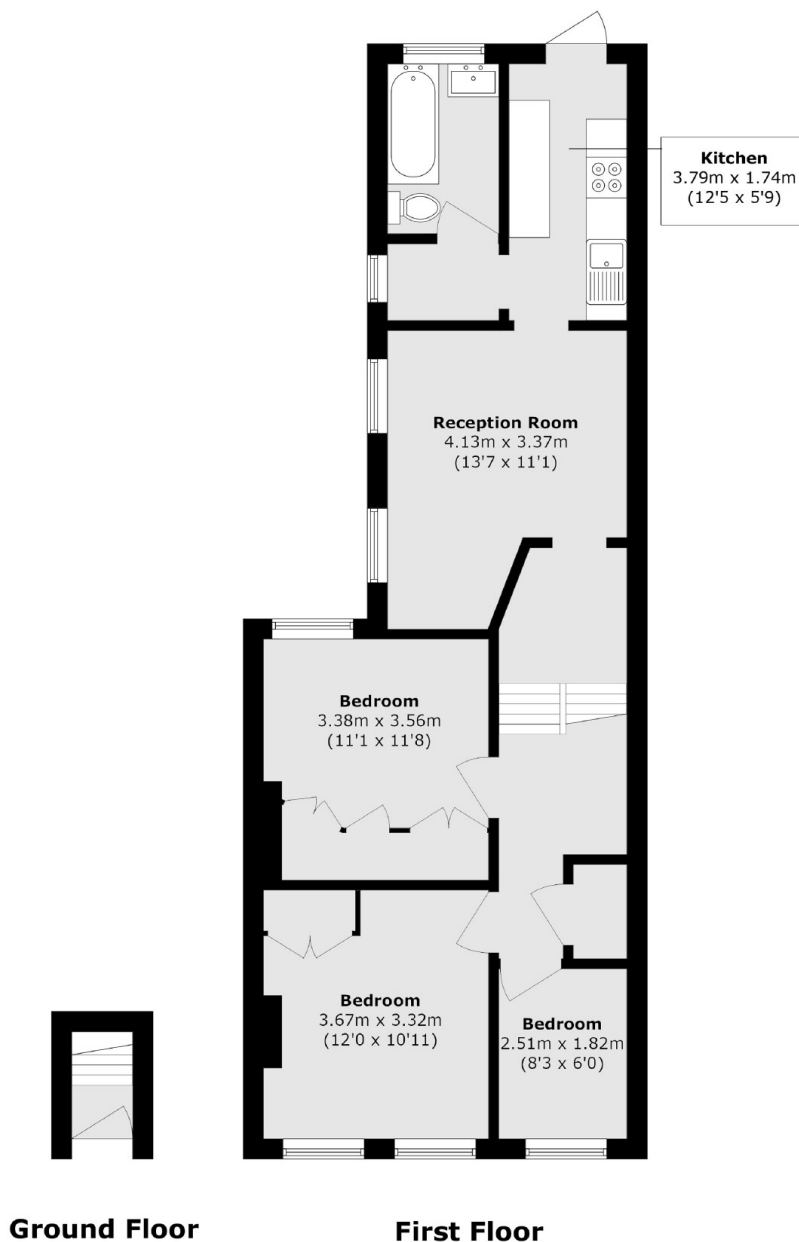 Kitchen
3.79m x 1.74m
(12'5 x 5'9)
Reception Room
4.13m x 3.37m
(13'7 x 11'1)
Bedroom
3.38m x 3.56m
(11'1 x 11'8)
Bedroom
3.67m x 3.32m
(12'0 x 10'11)
Bedroom
2.51m x 1.82m
(8'3 x 6'0)
Ground Floor
First Floor